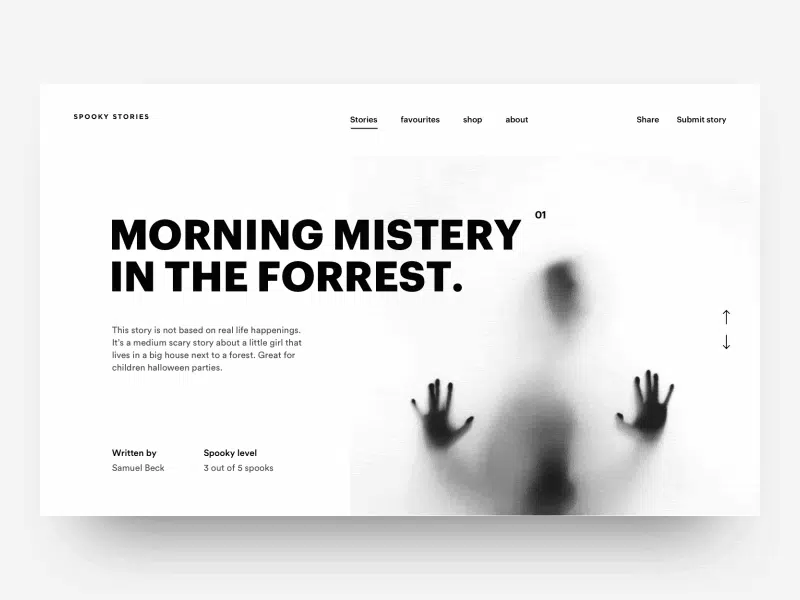 SPOOKY STORIES
Stories favourites shop about
Share Submit story
01
MORNING MISTERY
IN THE FORREST.
This story is not based on real life happenings.
It's a medium scary story about a little girl that
lives in a big house next to a forest. Great for
children halloween parties.
Written by
Samuel Beck
Spooky level
3 out of 5 spooks